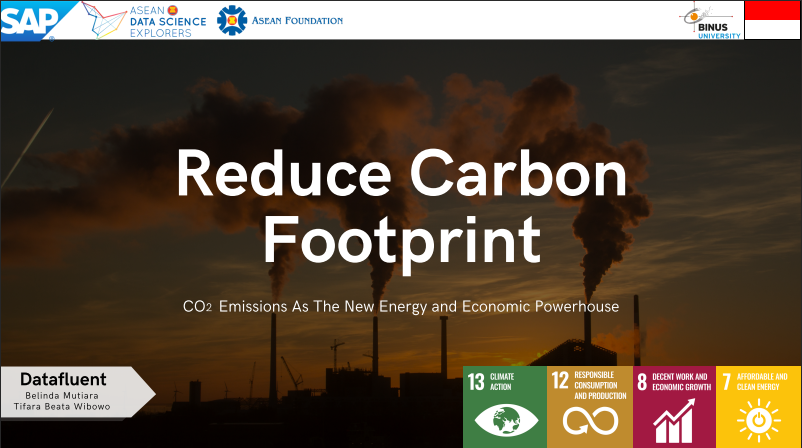 SAP
ASEAN
DATA SCIENCE
EXPLORERS
ASEAN FOUNDATION
BINUS
UNIVERSITY
Reduce Carbon
Footprint
CO2 Emissions As The New Energy and Economic Powerhouse
Datafluent
Belinda Mutiara
Tifara Beata Wibowo
13 CLIMATE
ACTION
12 RESPONSIBLE
CONSUMPTION
AND PRODUCTION
8 DECENT WORK AND
ECONOMIC GROWTH
7 AFFORDABLE AND
CLEAN ENERGY